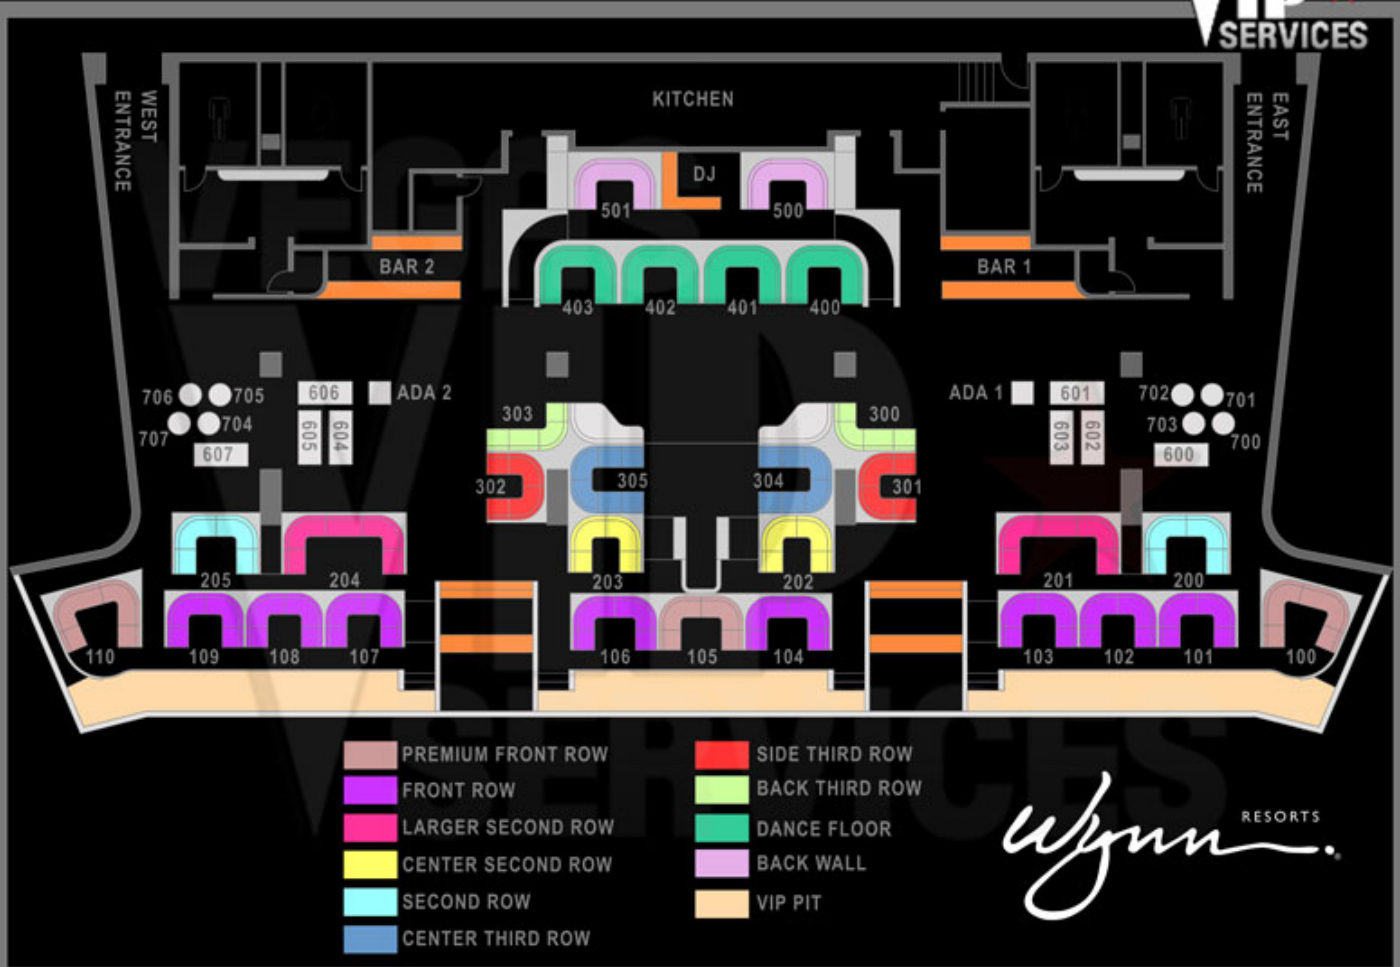 VIP
SERVICES
WEST
ENTRANCE
KITCHEN
EAST
ENTRANCE
DJ
501
500
BAR 2
BAR 1
403
402
401
400
706
705
606
ADA 2
ADA 1
601
702
701
707
704
605
604
303
300
603
602
703
700
607
600
302
305
304
301
205
204
203
202
201
200
110
109
108
107
106
105
104
103
102
101
100
PREMIUM FRONT ROW
FRONT ROW
LARGER SECOND ROW
CENTER SECOND ROW
SECOND ROW
CENTER THIRD ROW
SIDE THIRD ROW
BACK THIRD ROW
DANCE FLOOR
BACK WALL
VIP PIT
Wynn
RESORTS
VEGAS
VIP
SERVICES